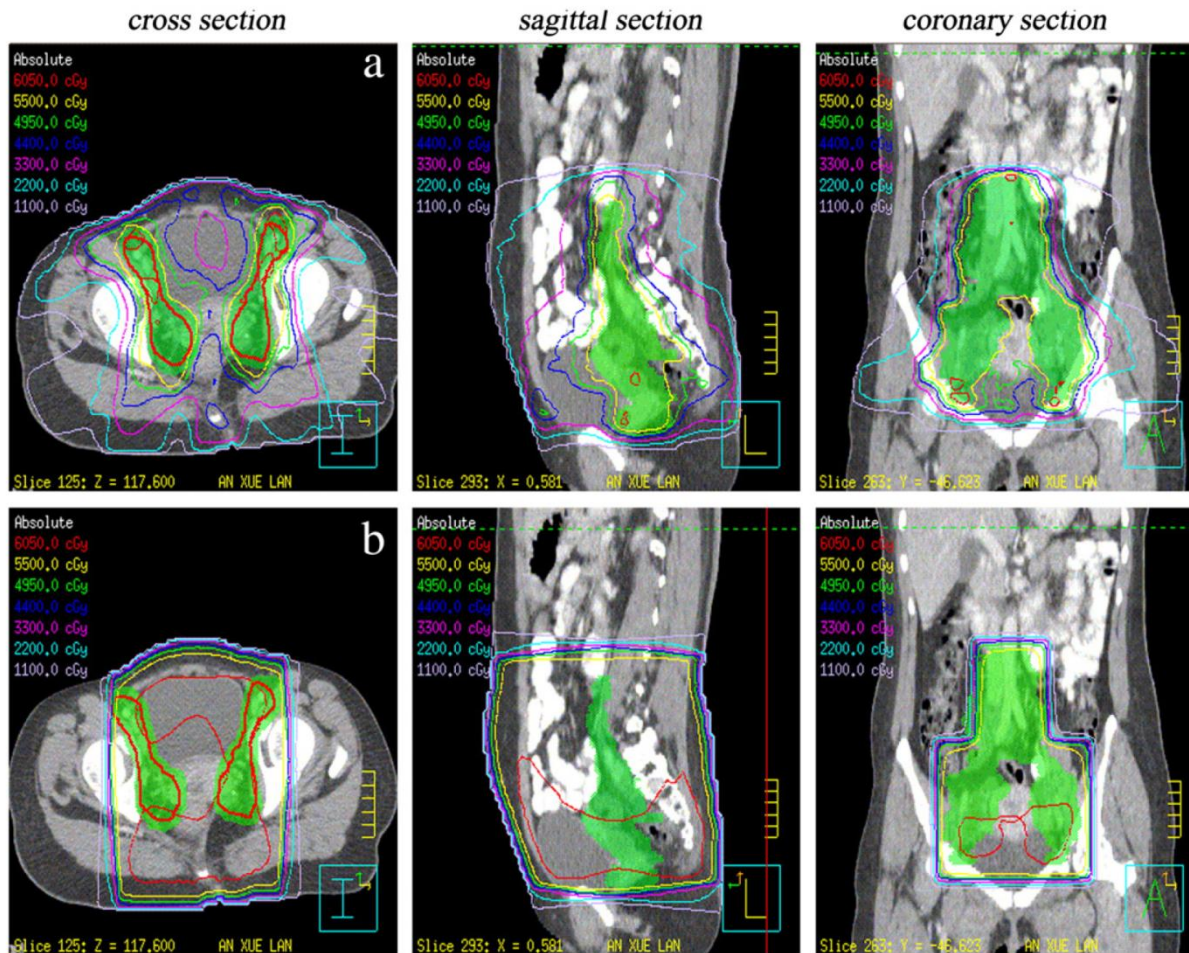 cross section
sagittal section
coronary section
a
Absolute
6050.0 cGy
5500.0 cGy
4950.0 cGy
4400.0 cGy
3300.0 cGy
2200.0 cGy
1100.0 cGy
Slice 125: Z = 117.600 AN XUE LAN
Absolute
6050.0 cGy
5500.0 cGy
4950.0 cGy
4400.0 cGy
3300.0 cGy
2200.0 cGy
1100.0 cGy
L
Slice 293: X = 0.581 AN XUE LAN
Absolute
6050.0 cGy
5500.0 cGy
4950.0 cGy
4400.0 cGy
3300.0 cGy
2200.0 cGy
1100.0 cGy
A
Slice 263: Y = -46.623 AN XUE LAN
b
Absolute
6050.0 cGy
5500.0 cGy
4950.0 cGy
4400.0 cGy
3300.0 cGy
2200.0 cGy
1100.0 cGy
I
Slice 125: Z = 117.600 AN XUE LAN
Absolute
6050.0 cGy
5500.0 cGy
4950.0 cGy
4400.0 cGy
3300.0 cGy
2200.0 cGy
1100.0 cGy
L
Slice 293: X = 0.581 AN XUE LAN
Absolute
6050.0 cGy
5500.0 cGy
4950.0 cGy
4400.0 cGy
3300.0 cGy
2200.0 cGy
1100.0 cGy
A
Slice 263: Y = -46.623 AN XUE LAN